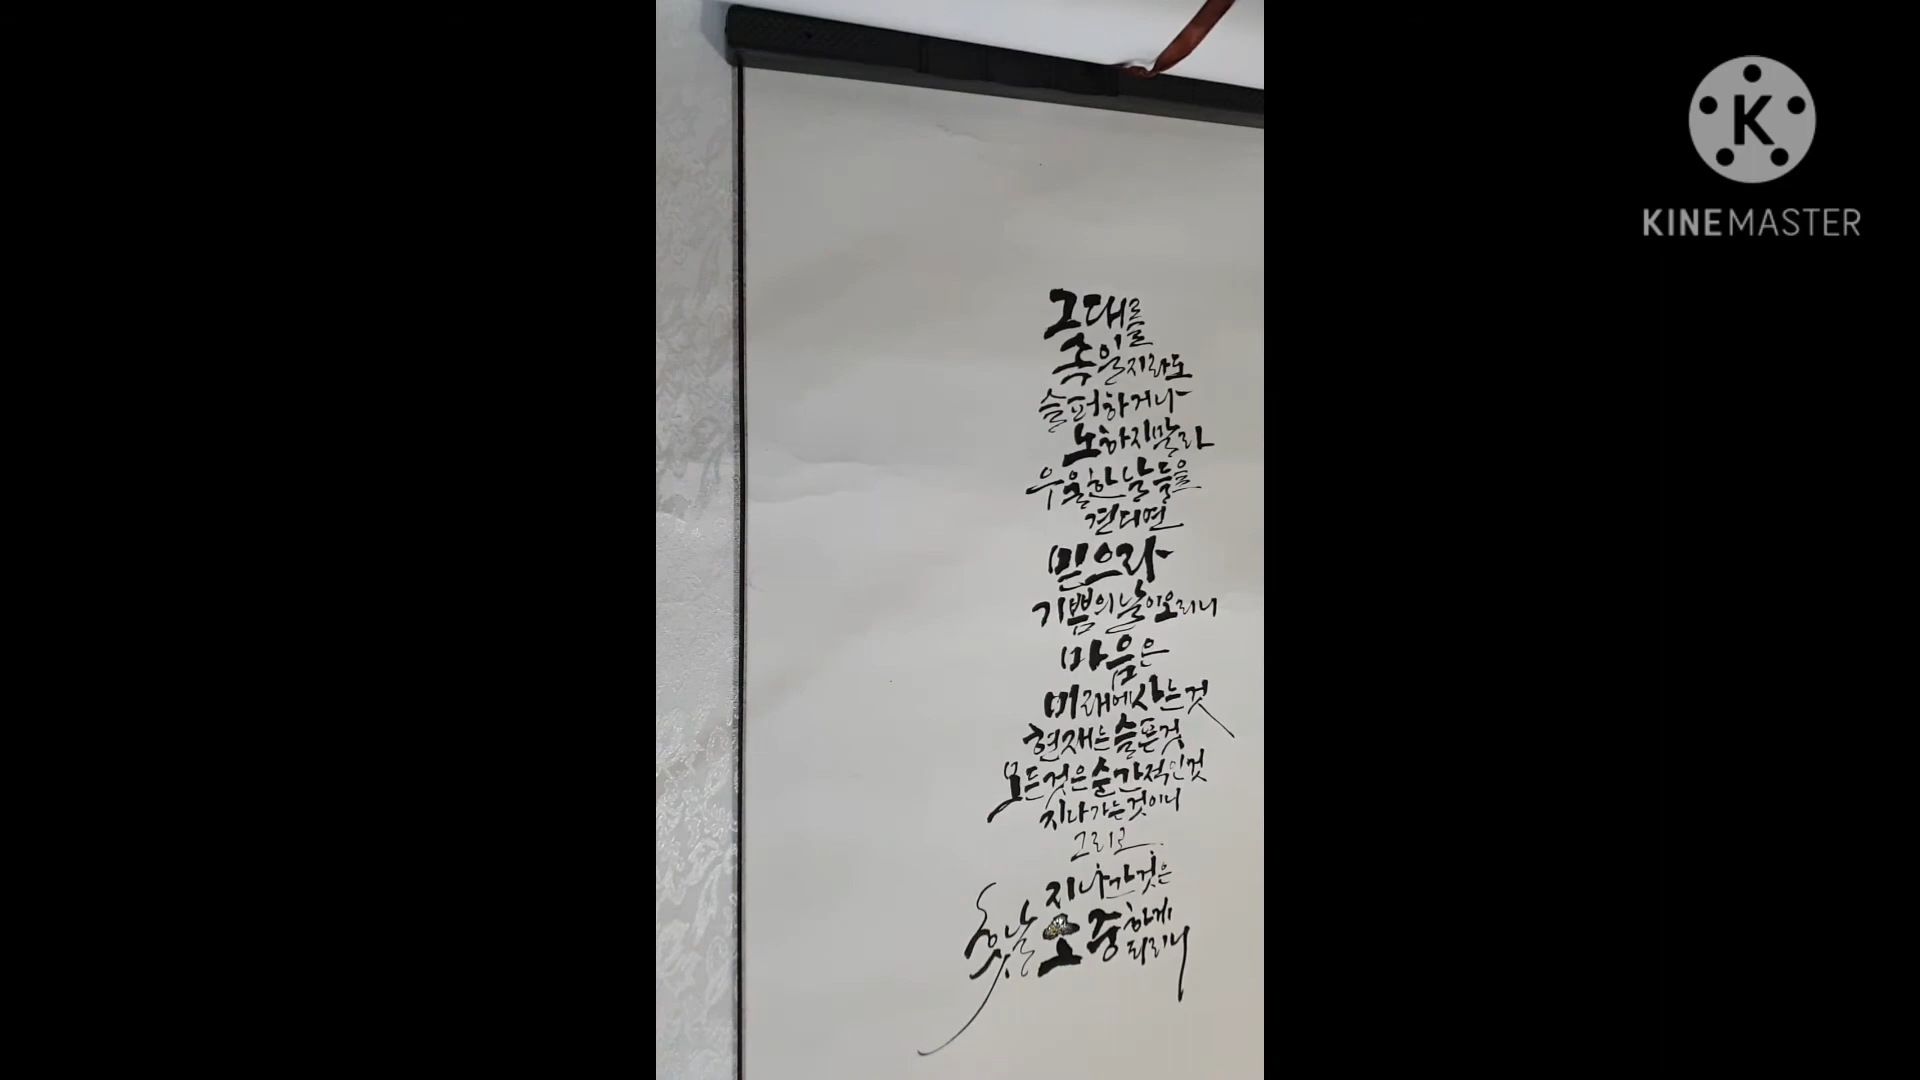 그대를
속일지라도
슬퍼하거나
노하지말라
우울한날들을
견디면
믿으라
기쁨의날이오리니
마음은
미래에사는것
현재는슬픈것
모든것은순간적인것
지나가는것이니
그리고
지나간것은
훗날소중하게
되리니
K
KINEMASTER